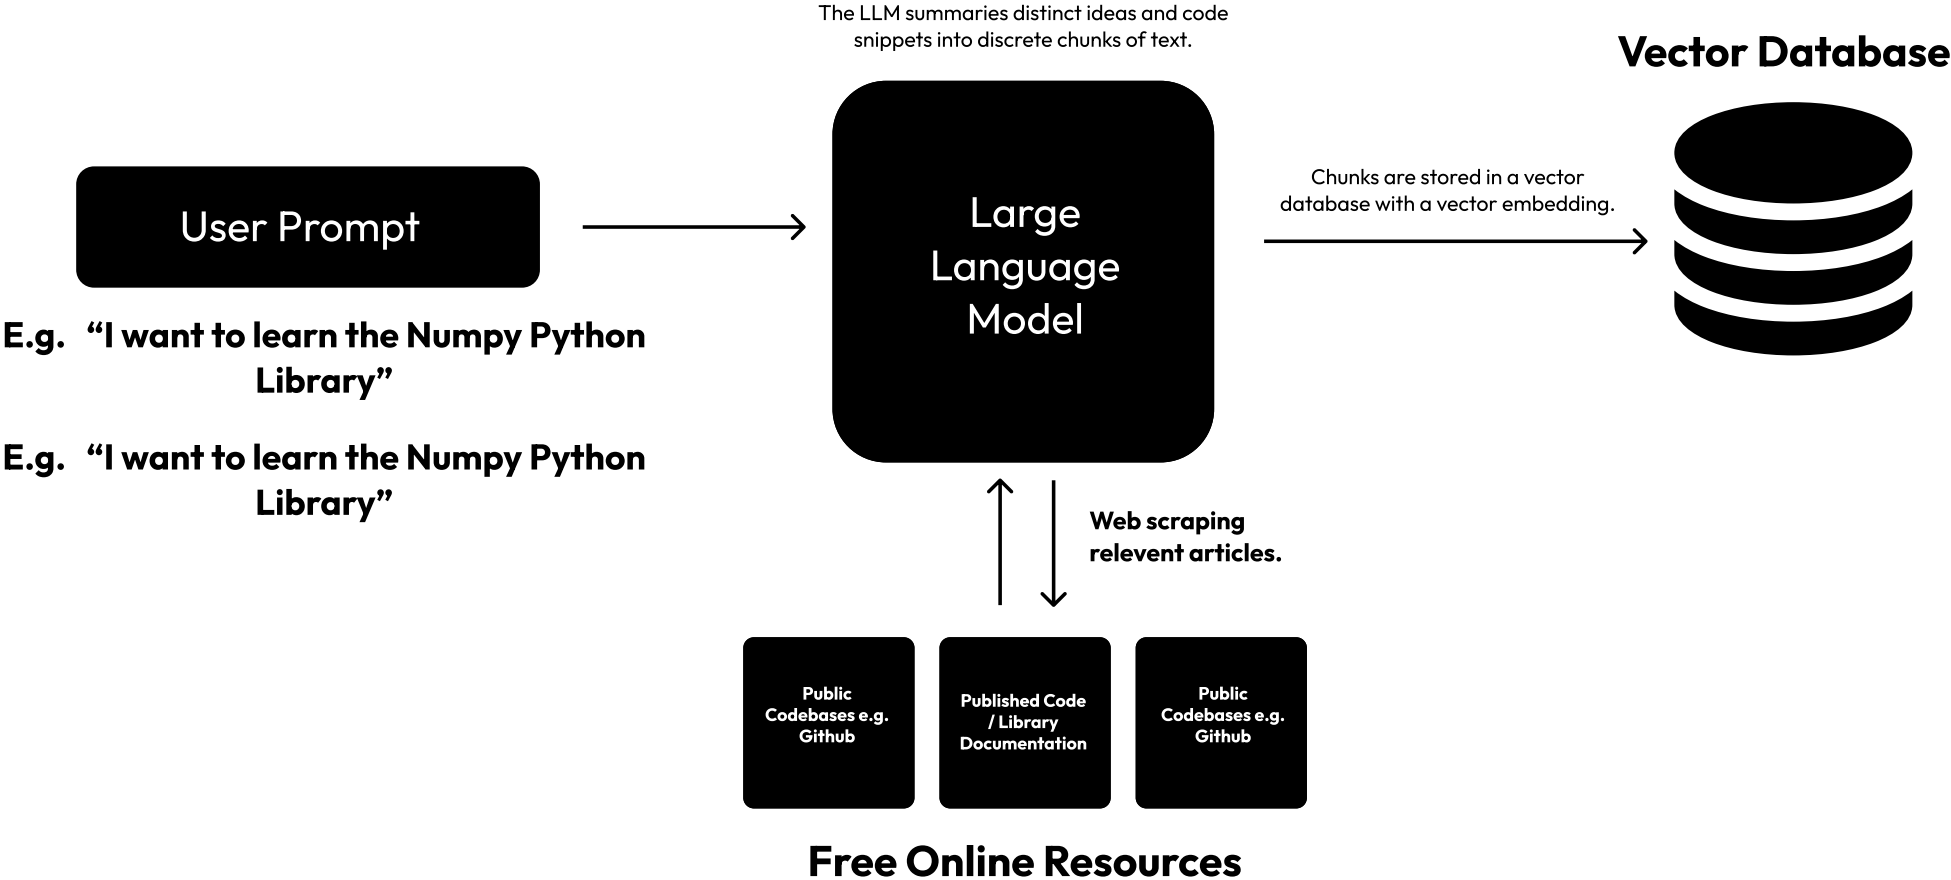 The LLM summaries distinct ideas and code
snippets into discrete chunks of text.
Vector Database
User Prompt
Large
Language
Model
Chunks are stored in a vector
database with a vector embedding.
E.g. “I want to learn the Numpy Python
Library”
E.g. “I want to learn the Numpy Python
Library”
Web scraping
relevent articles.
Public
Codebases e.g.
Github
Published Code
/ Library
Documentation
Public
Codebases e.g.
Github
Free Online Resources